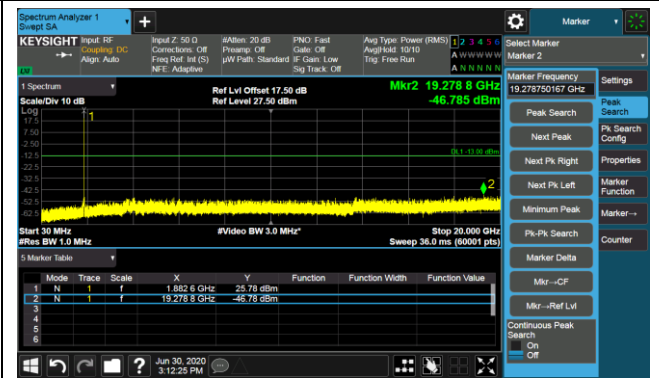 Spectrum Analyzer 1
Swept SA
+
Marker
KEYSIGHT
Input: RF
Coupling: DC
Align: Auto
Input Z: 50 Ω
Corrections: Off
Freq Ref: Int (S)
NFE: Adaptive
#Atten: 20 dB
Preamp: Off
µW Path: Standard
PNO: Fast
Gate: Off
IF Gain: Low
Sig Track: Off
Avg Type: Power (RMS)
Avg|Hold: 10/10
Trig: Free Run
1 2 3 4 5 6
A W W W W W
A N N N N N
LXI
Select Marker
Marker 2
1 Spectrum
Scale/Div 10 dB
Ref Lvl Offset 17.50 dB
Ref Level 27.50 dBm
Mkr2 19.278 8 GHz
-46.785 dBm
Log
17.5
7.50
-2.50
-12.5
-22.5
-32.5
-42.5
-52.5
-62.5
1
DL1 -13.00 dBm
2
Start 30 MHz
#Res BW 1.0 MHz
#Video BW 3.0 MHz*
Stop 20.000 GHz
Sweep 36.0 ms (60001 pts)
5 Marker Table
Mode Trace Scale X Y Function Function Width Function Value
1 N 1 f 1.882 6 GHz 25.78 dBm
2 N 1 f 19.278 8 GHz -46.78 dBm
3
4
5
6
Marker Frequency
19.278750167 GHz
Peak Search
Next Peak
Next Pk Right
Next Pk Left
Minimum Peak
Pk-Pk Search
Marker Delta
Mkr→CF
Mkr→Ref Lvl
Continuous Peak Search
On
Off
Settings
Peak Search
Pk Search Config
Properties
Marker Function
Marker→
Counter
?
Jun 30, 2020
3:12:25 PM